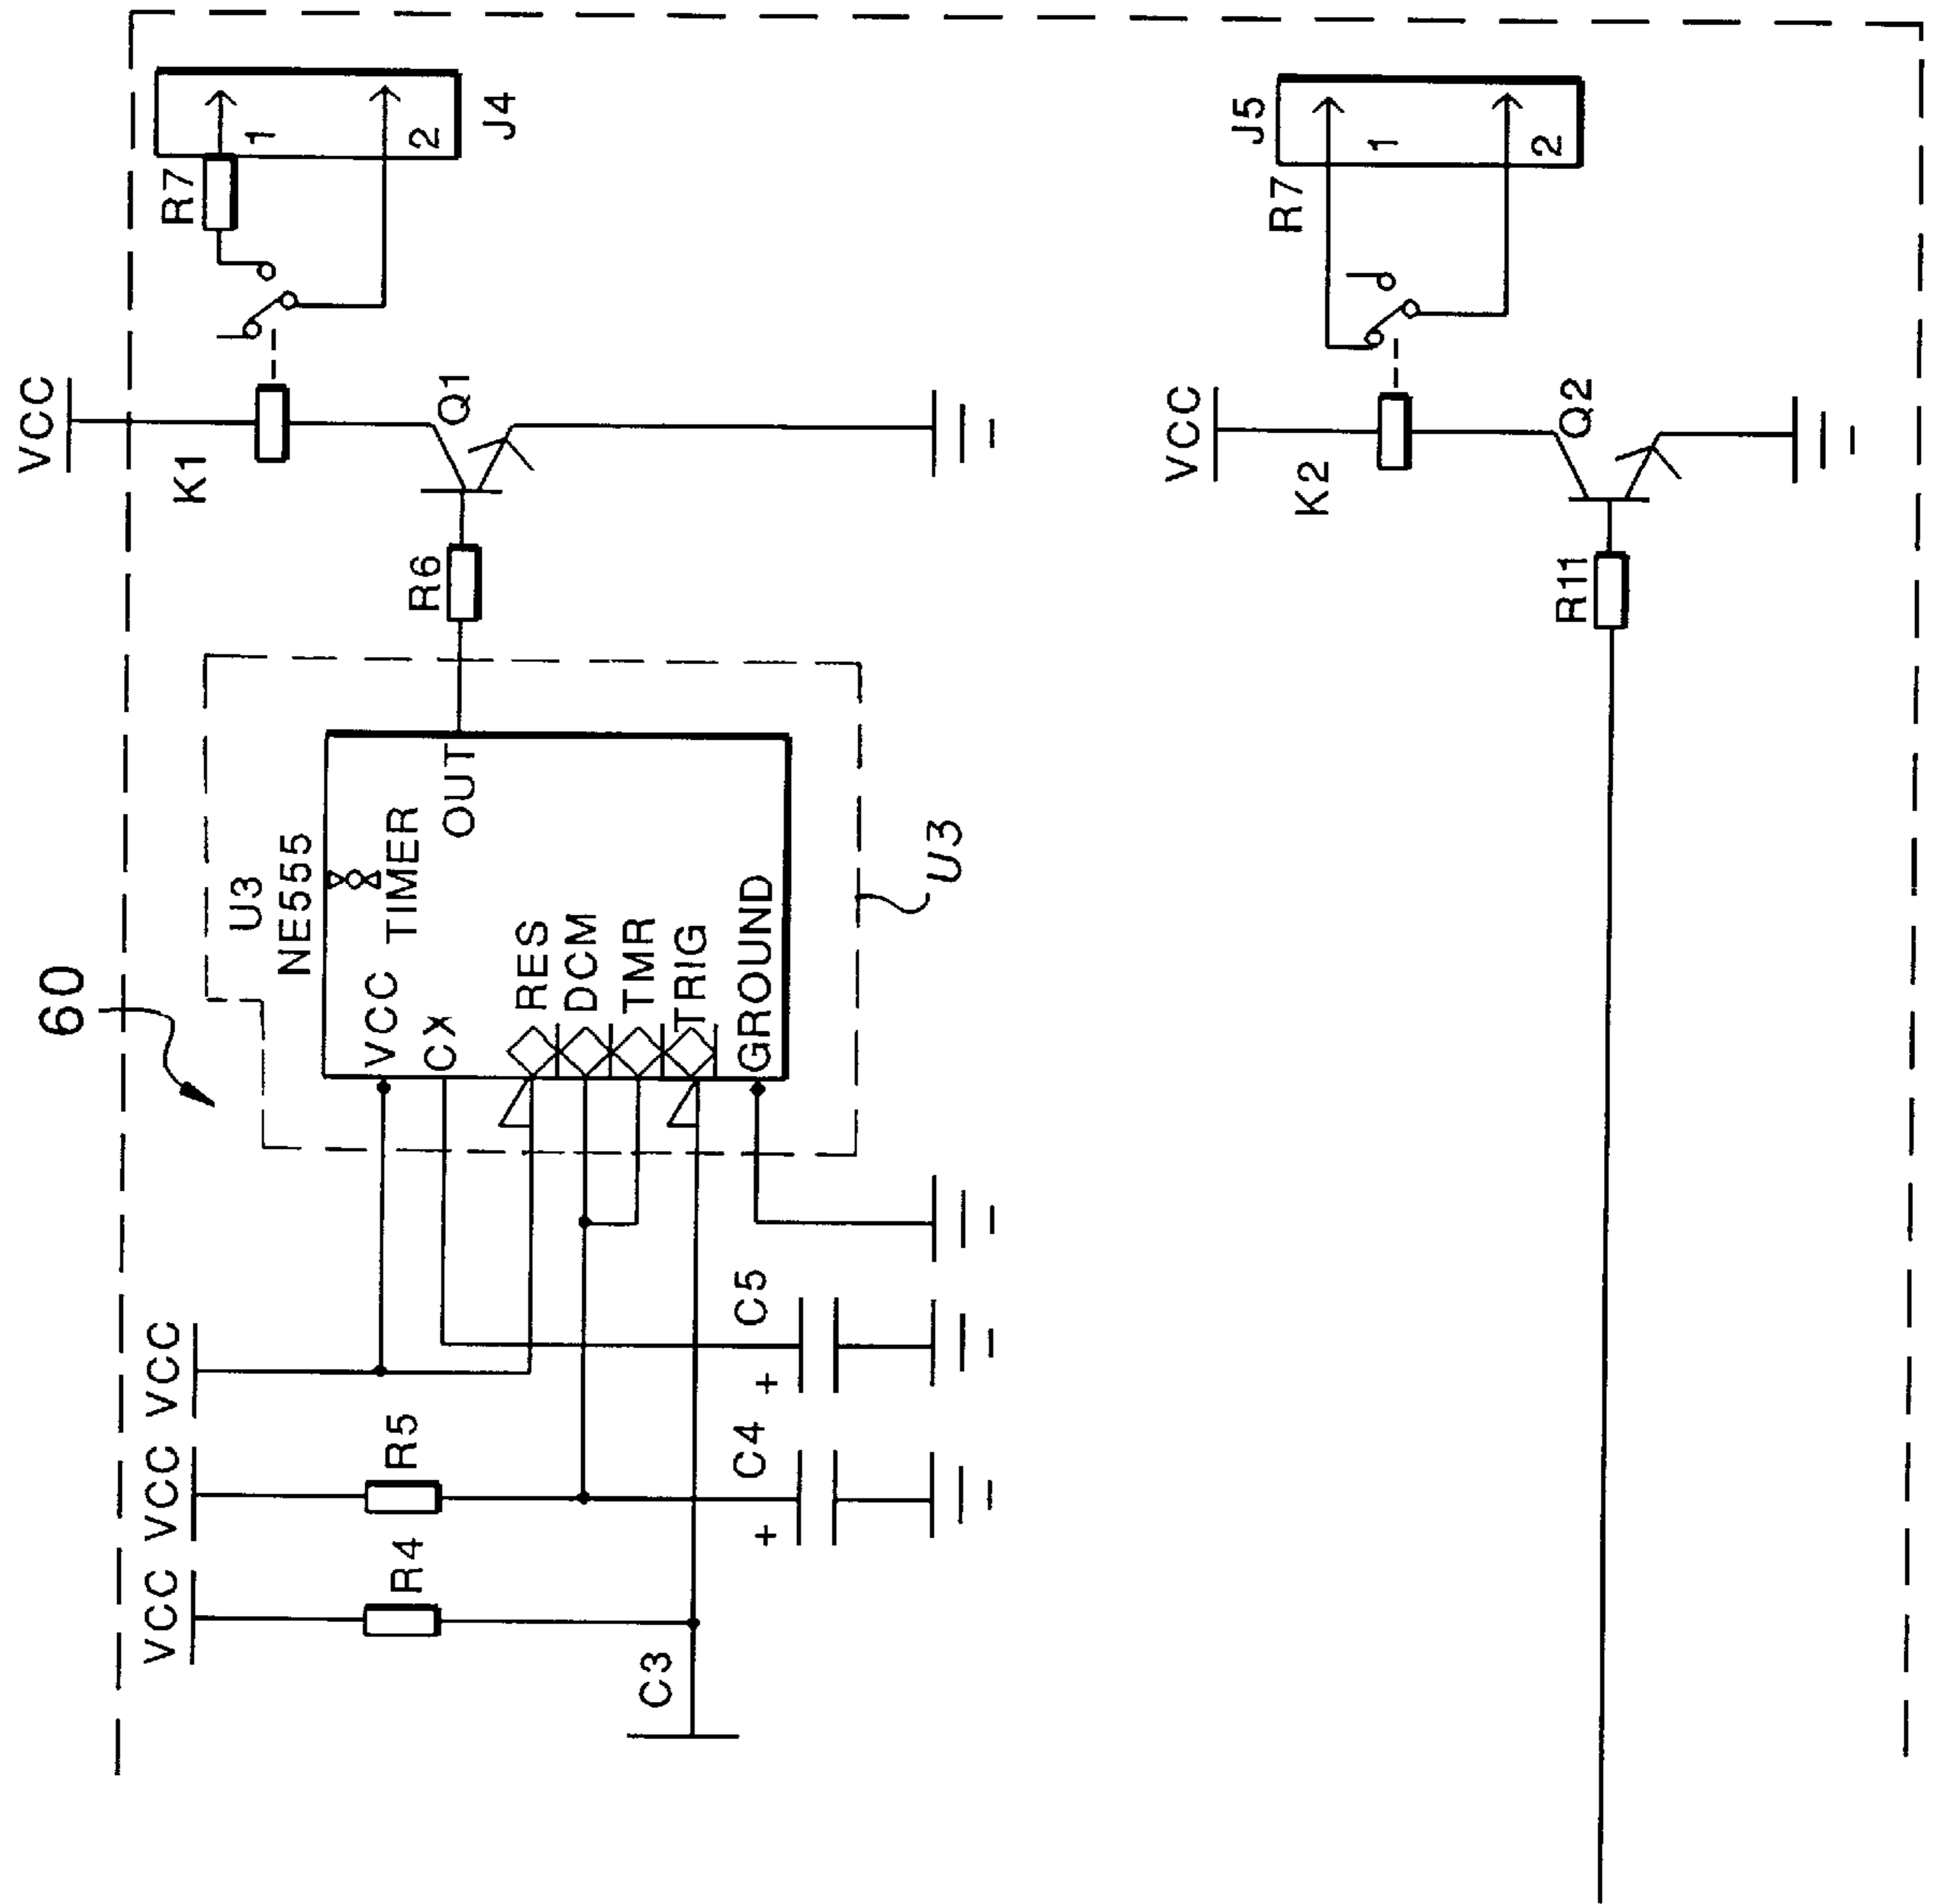 60
VCC
VCC
VCC
VCC
R4
R5
C3
C4
+
C5
+
U3
NE555
TIMER
VCC
CX
RES
DCM
TMR
TRIG
GROUND
OUT
U3
R6
K1
Q1
R7
1
2
J4
VCC
K2
Q2
R11
R7
J5
1
2